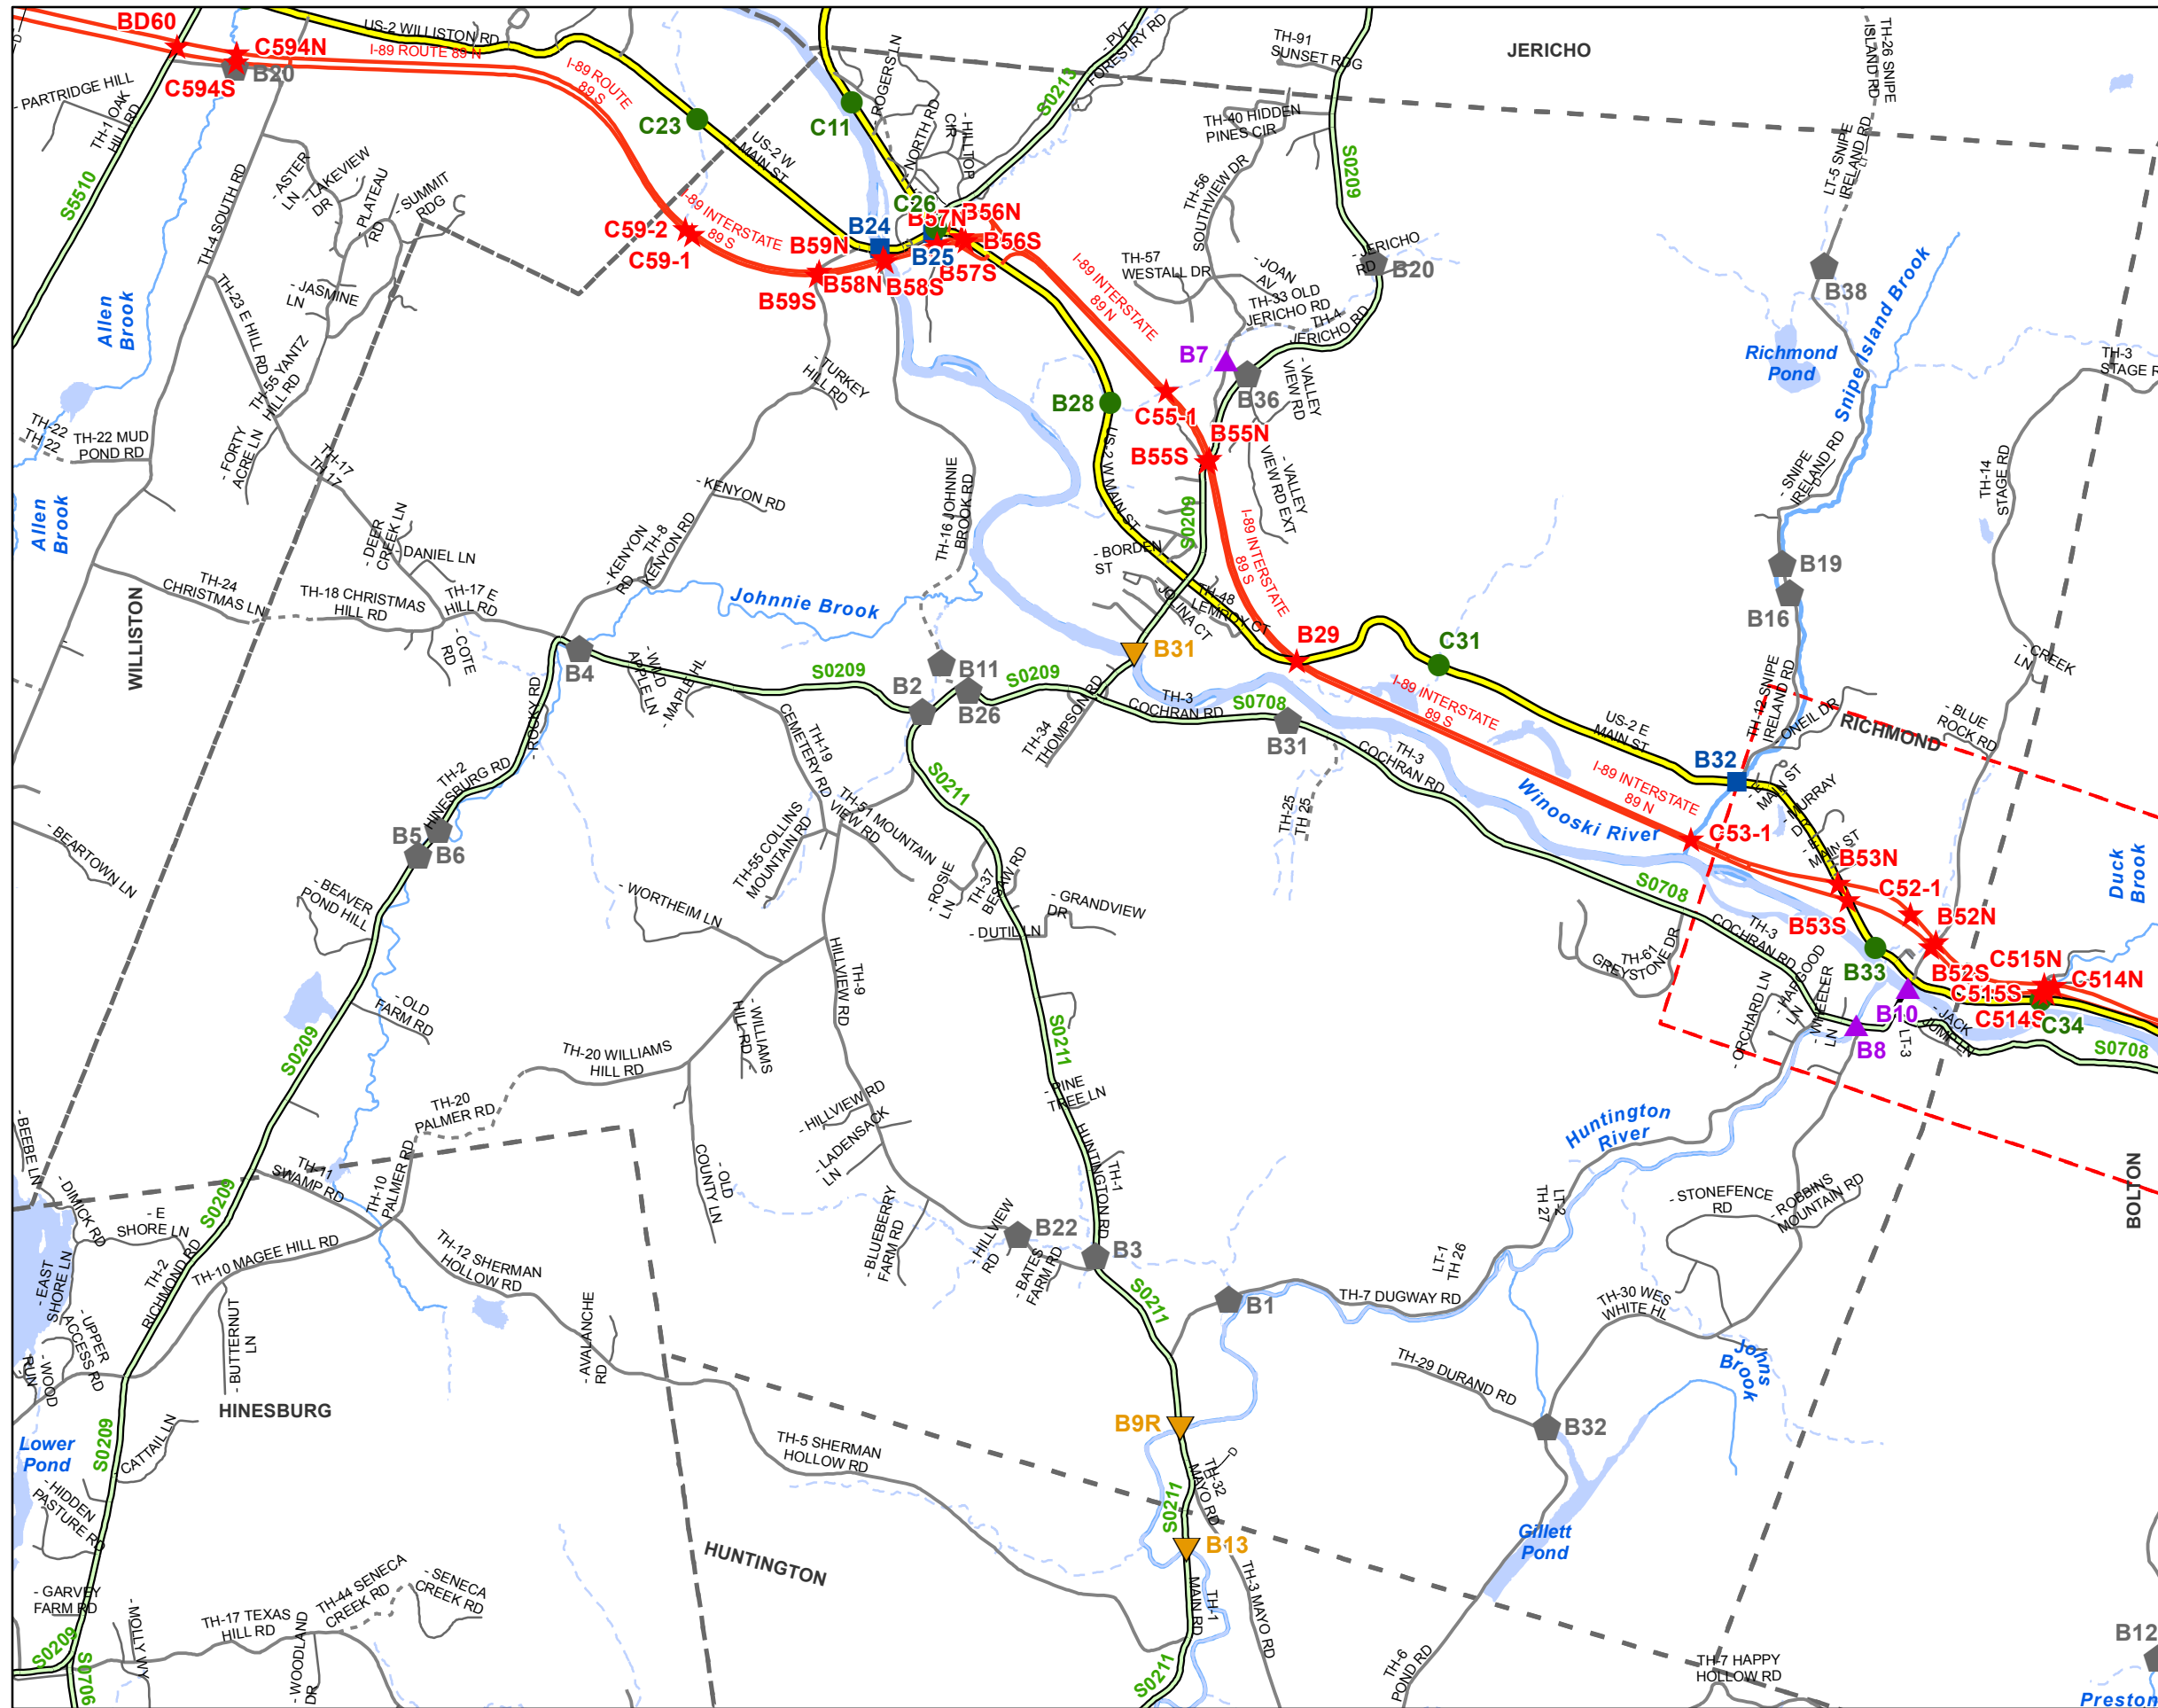 BD60
C594N
US-2 WILLISTON RD
I-89 ROUTE 89 N
B20
C594S
I-89 ROUTE
89 S
- PARTRIDGE HILL
TH-1 OAK
HILL RD
S5510
C23
C11
ROGERS LN
- PVT
FORESTRY RD
S0213
TH-91
SUNSET RDG
JERICHO
TH-26 SNIPE
ISLAND RD
- NORTH RD
- HILLTOP
CIR
TH-40 HIDDEN
PINES CIR
S0209
LT-5 SNIPE
IRELAND RD
US-2 W
MAIN ST
- ASTER
LN
- LAKEVIEW
DR
- PLATEAU
RD
- SUMMIT
RDG
TH-4 SOUTH RD
TH-56
SOUTHVIEW DR
C26
B57N
B56N
B56S
B24
B25
B57S
C59-2
C59-1
I-89 INTERSTATE
89 S
B59N
B59S
B58N
B58S
- JERICHO
RD
B20
TH-57
WESTALL DR
- JOAN
AV
TH-33 OLD
JERICHO RD
TH-4
JERICHO RD
I-89 INTERSTATE
89 N
B38
Richmond
Pond
Snipe Island Brook
TH-3
STAGE R
Allen
Brook
TH-23 E HILL RD
- JASMINE
LN
TH-55 YANTZ
HILL RD
- TURKEY
HILL RD
B7
B36
- VALLEY
VIEW RD
B28
C55-1
B55N
B55S
TH-22
TH-22
TH-22 MUD
POND RD
- FORTY
ACRE LN
TH-17
TH-17
US-2 W MAIN ST
- VALLEY
VIEW RD EXT
- SNIPE
IRELAND RD
TH-14
STAGE RD
Allen
Brook
- KENYON RD
TH-16 JOHNNIE
BROOK RD
S0209
I-89 INTERSTATE
89 S
- DEER
CREEK LN
- DANIEL LN
- KENYON
RD
TH-8
KENYON RD
- BORDEN
ST
B19
B16
WILLISTON
TH-24
CHRISTMAS LN
TH-18 CHRISTMAS
HILL RD
TH-17 E
HILL RD
- COTE
RD
Johnnie Brook
- JOLINA CT
TH-48
LEMROY CT
B29
C31
B4
- WILD
APPLE LN
- MAPLE HL
S0209
B2
B11
B26
S0209
B31
TH-3
COCHRAN RD
S0708
B31
I-89 INTERSTATE
89 S
US-2 E
MAIN ST
TH-12 SNIPE
IRELAND RD
- ONEIL DR
RICHMOND
- CREEK
LN
- BLUE
ROCK RD
- ROCKY RD
TH-34
THOMPSON RD
TH-19
CEMETERY RD
TH-2
HINESBURG RD
S0211
TH-3
COCHRAN RD
TH-25
TH 25
Winooski River
I-89 INTERSTATE
89 N
B32
C53-1
B5
B6
- BEARTOWN LN
- BEAVER
POND HILL
TH-55 COLLINS
MOUNTAIN RD
TH-51 MOUNTAIN
VIEW RD
- ROSIE
LN
TH-37
BESAW RD
- GRANDVIEW
DR
- DUTIL LN
- WORTHEIM LN
S0708
TH-3
COCHRAN RD
B53N
B53S
C52-1
B52N
B52S
Duck
Brook
B33
C515N
C514N
C515S
C514S
C34
S0708
TH-61
GREYSTONE DR
- ORCHARD LN
- HARGOOD
LN
- WHEELER
LN
B10
B8
LT-3
- JACK
JUMP LN
- OLD
FARM RD
S0209
TH-9
HILLVIEW RD
- WILLIAMS
HILL RD
S0211
TH-20 WILLIAMS
HILL RD
TH-20
PALMER RD
- HILLVIEW RD
- LADENSACK
LN
- PINE
TREE LN
Huntington
River
- BEEBE LN
- DIMICK RD
- E
SHORE LN
S0209
TH-11
SWAMP RD
TH-10
PALMER RD
- OLD
COUNTY LN
TH-1
HUNTINGTON RD
LT-2
TH 27
- STONEFENCE
RD
- ROBBINS
MOUNTAIN RD
BOLTON
- EAST
SHORE LN
TH-2
RICHMOND RD
TH-10 MAGEE HILL RD
TH-12 SHERMAN
HOLLOW RD
- BLUEBERRY
FARM RD
- HILLVIEW
RD
B22
- BATES
FARM RD
B3
S0211
B1
TH-7 DUGWAY RD
LT-1
TH 26
TH-30 WES
WHITE HL
Johns
Brook
- UPPER
ACCESS RD
- WOOD
RUN
- BUTTERNUT
LN
- AVALANCHE
RD
HINESBURG
TH-29 DURAND RD
B32
B9R
Lower
Pond
S0209
- CATTAIL LN
- HIDDEN
PASTURE RD
TH-5 SHERMAN
HOLLOW RD
S0211
TH-32
MAYO RD
B13
Gillett
Pond
HUNTINGTON
- GARVEY
FARM RD
- MOLLY WY
TH-17 TEXAS
HILL RD
TH-44 SENECA
CREEK RD
- SENECA
CREEK RD
- WOODLAND
DR
S0209
S0706
TH-1
MAIN RD
TH-3 MAYO RD
S0211
TH-6
POND RD
TH-7 HAPPY
HOLLOW RD
B12
Preston